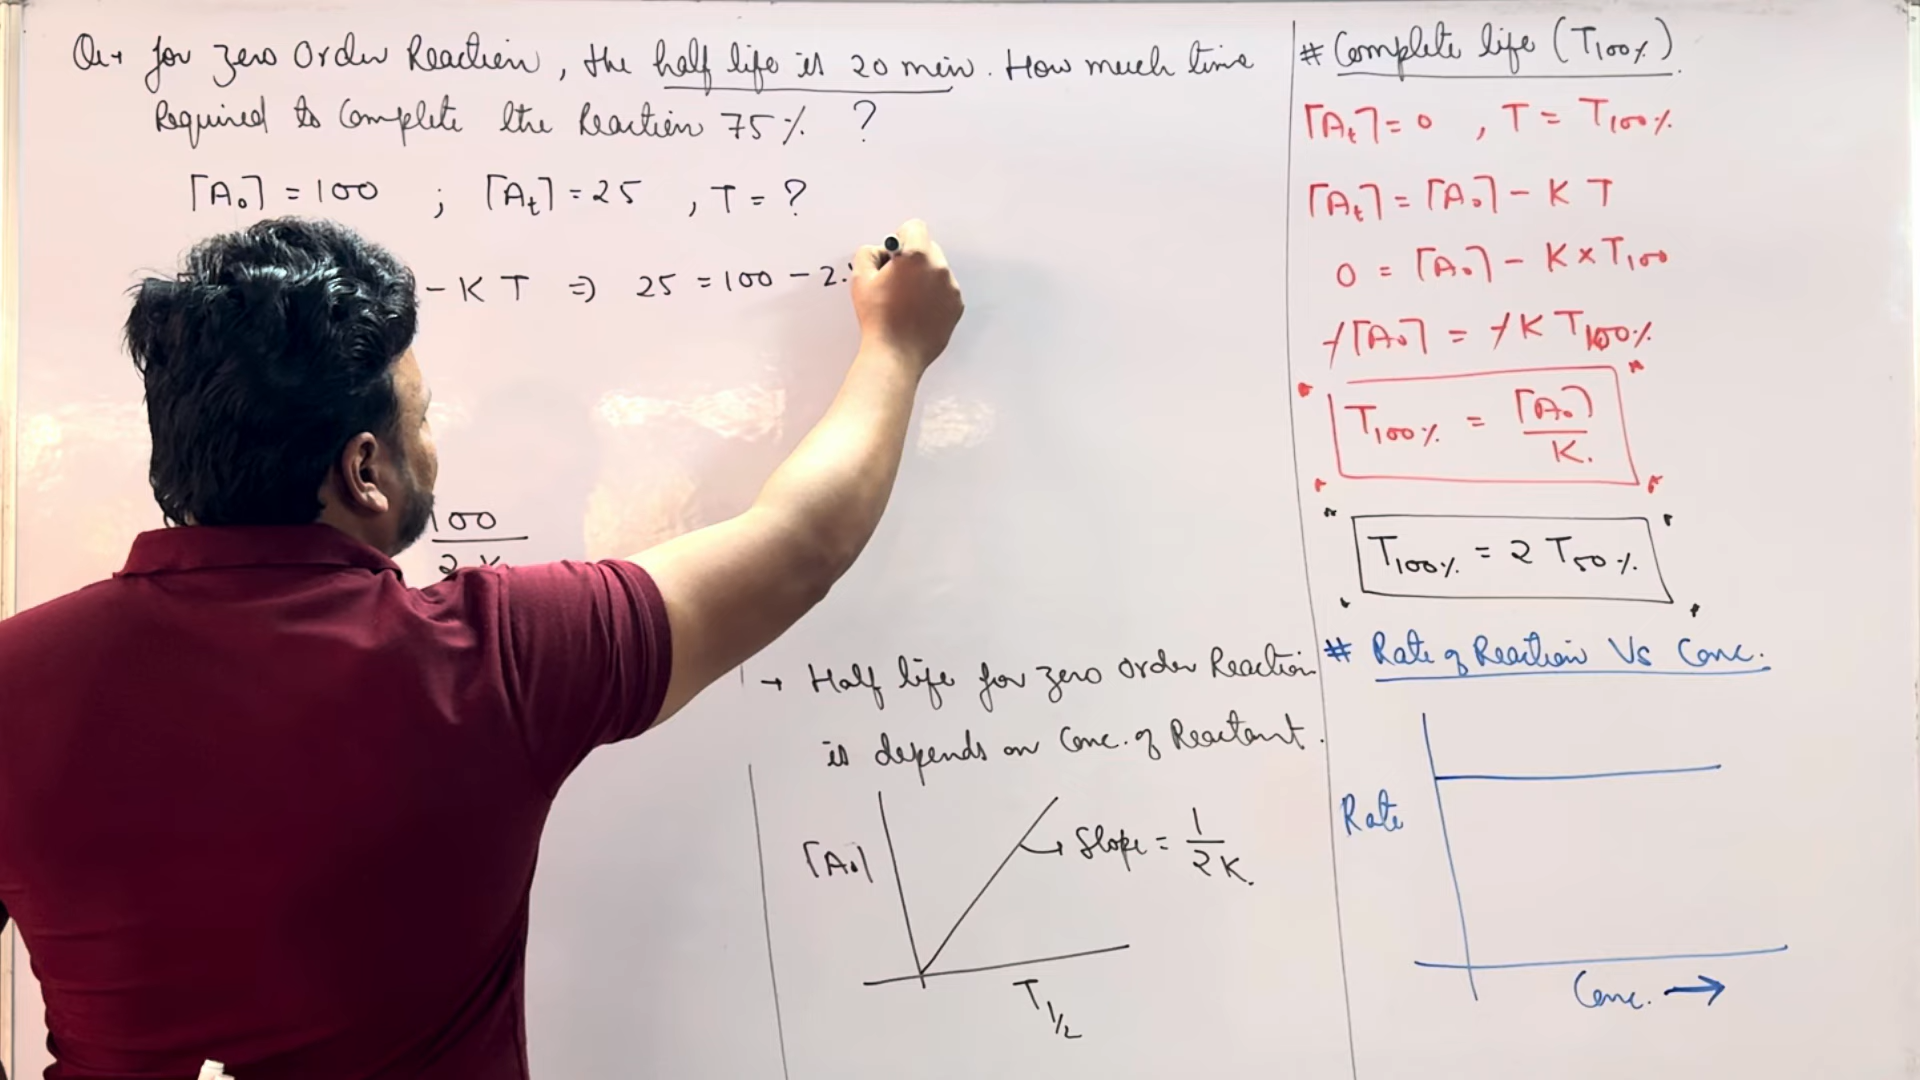 Q→ for zero order Reaction, the half life is 20 min. How much time
Required to Complete the Reaction 75% ?
[A₀] = 100 ; [Aₜ] = 25 , T = ?
- K T ⇒ 25 = 100 - 2.
100
2 K
→ Half life for zero order Reaction
is depends on Conc. of Reactant.
[A₀]
→ Slope = 1/2K.
T 1/2
# Complete life (T100%)
[Aₜ] = 0 , T = T100%
[Aₜ] = [A₀] - K T
0 = [A₀] - K × T100
-[A₀] = -K T100%
T100% = [A₀]/K.
T100% = 2 T50%
# Rate of Reaction Vs Conc.
Rate
Conc. →